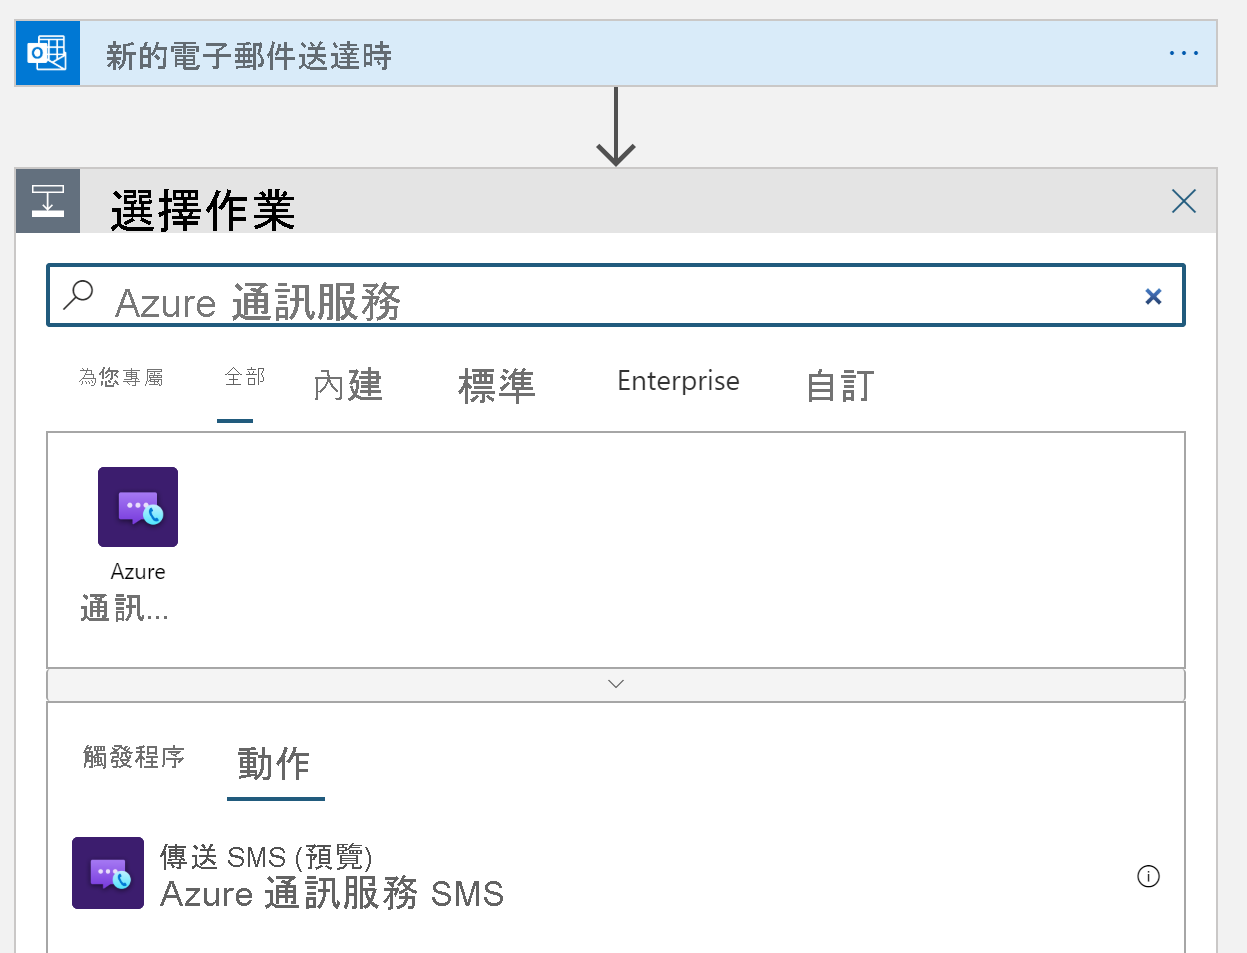 新的電子郵件送達時
選擇作業
Azure 通訊服務
為您專屬 全部 內建 標準 Enterprise 自訂
Azure
通訊...
觸發程序 動作
傳送 SMS (預覽)
Azure 通訊服務 SMS